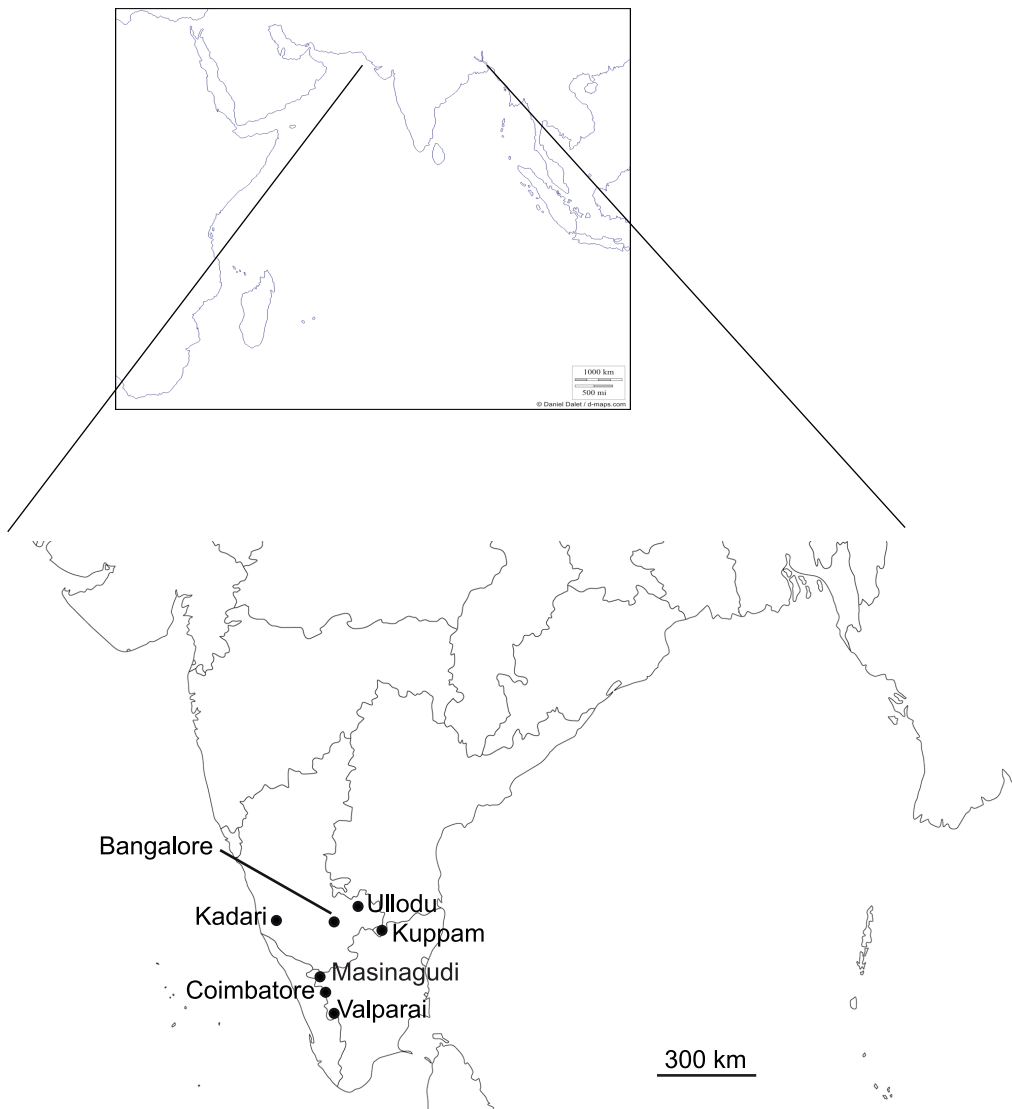 1000 km
500 mi
© Daniel Dalet / d-maps.com
Bangalore
Ullodu
Kadari
Kuppam
Masinagudi
Coimbatore
Valparai
300 km